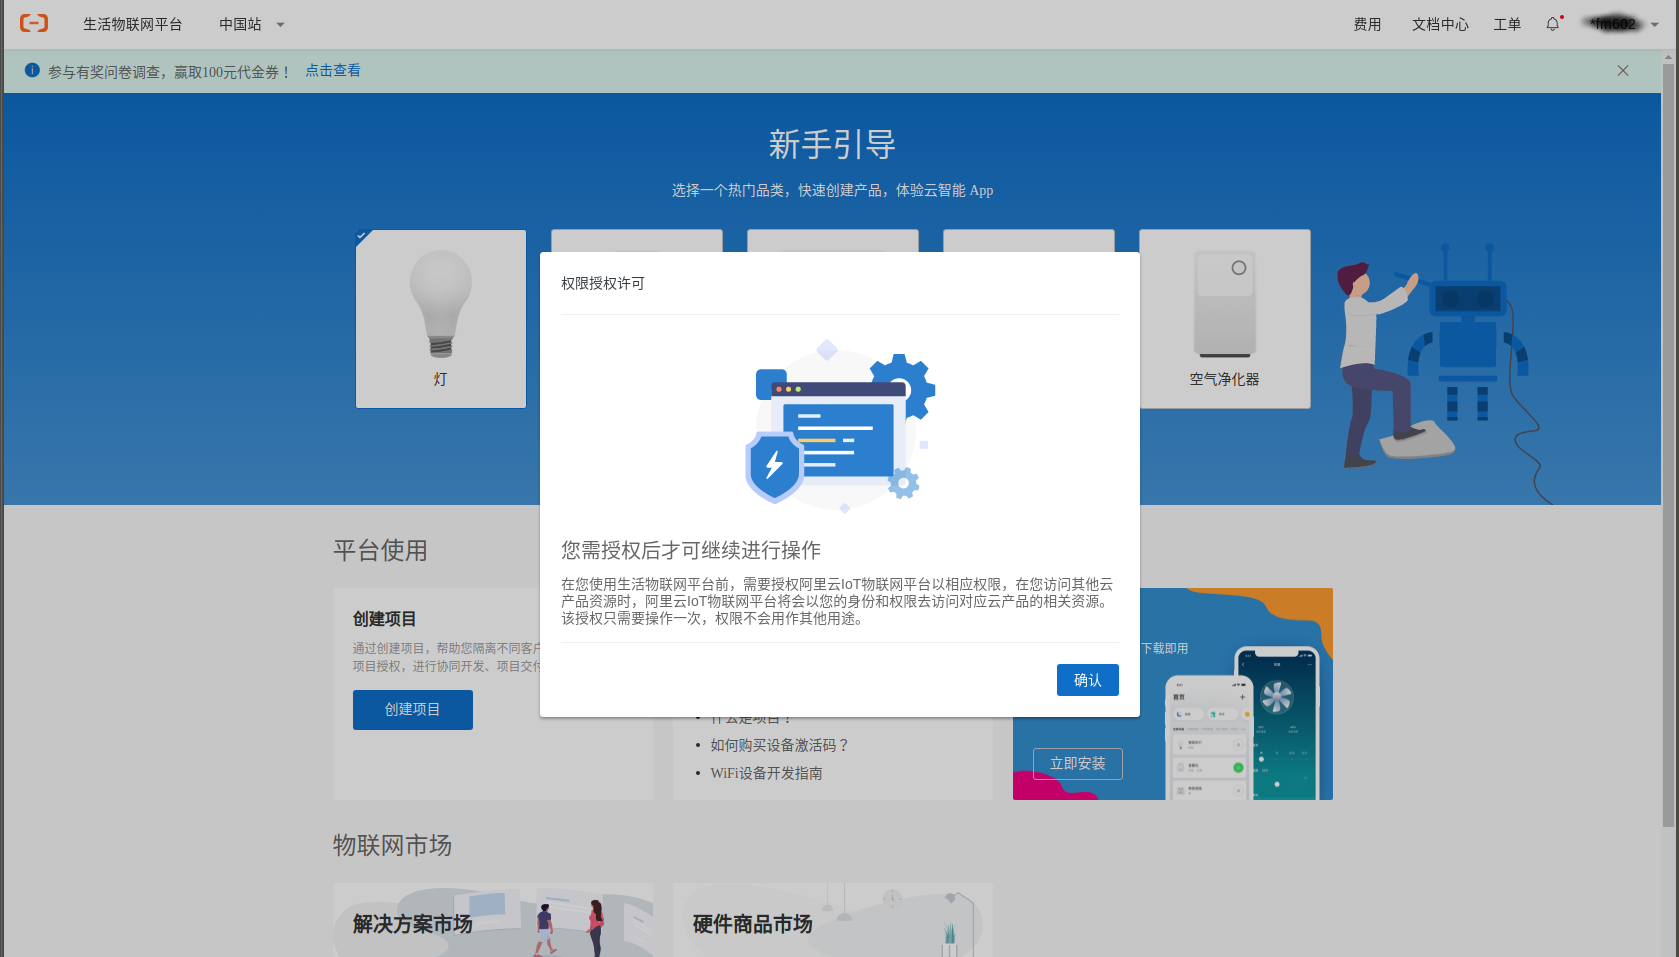 生活物联网平台
中国站
费用
文档中心
工单
参与有奖问卷调查，赢取100元代金券！
点击查看
新手引导
选择一个热门品类，快速创建产品，体验云智能 App
灯
空气净化器
权限授权许可
您需授权后才可继续进行操作
在您使用生活物联网平台前，需要授权阿里云IoT物联网平台以相应权限，在您访问其他云
产品资源时，阿里云IoT物联网平台将会以您的身份和权限去访问对应云产品的相关资源。
该授权只需要操作一次，权限不会用作其他用途。
确认
平台使用
创建项目
通过创建项目，帮助您隔离不同客户
项目授权，进行协同开发、项目交付
创建项目
什么是项目？
如何购买设备激活码？
WiFi设备开发指南
下载即用
立即安装
物联网市场
解决方案市场
硬件商品市场